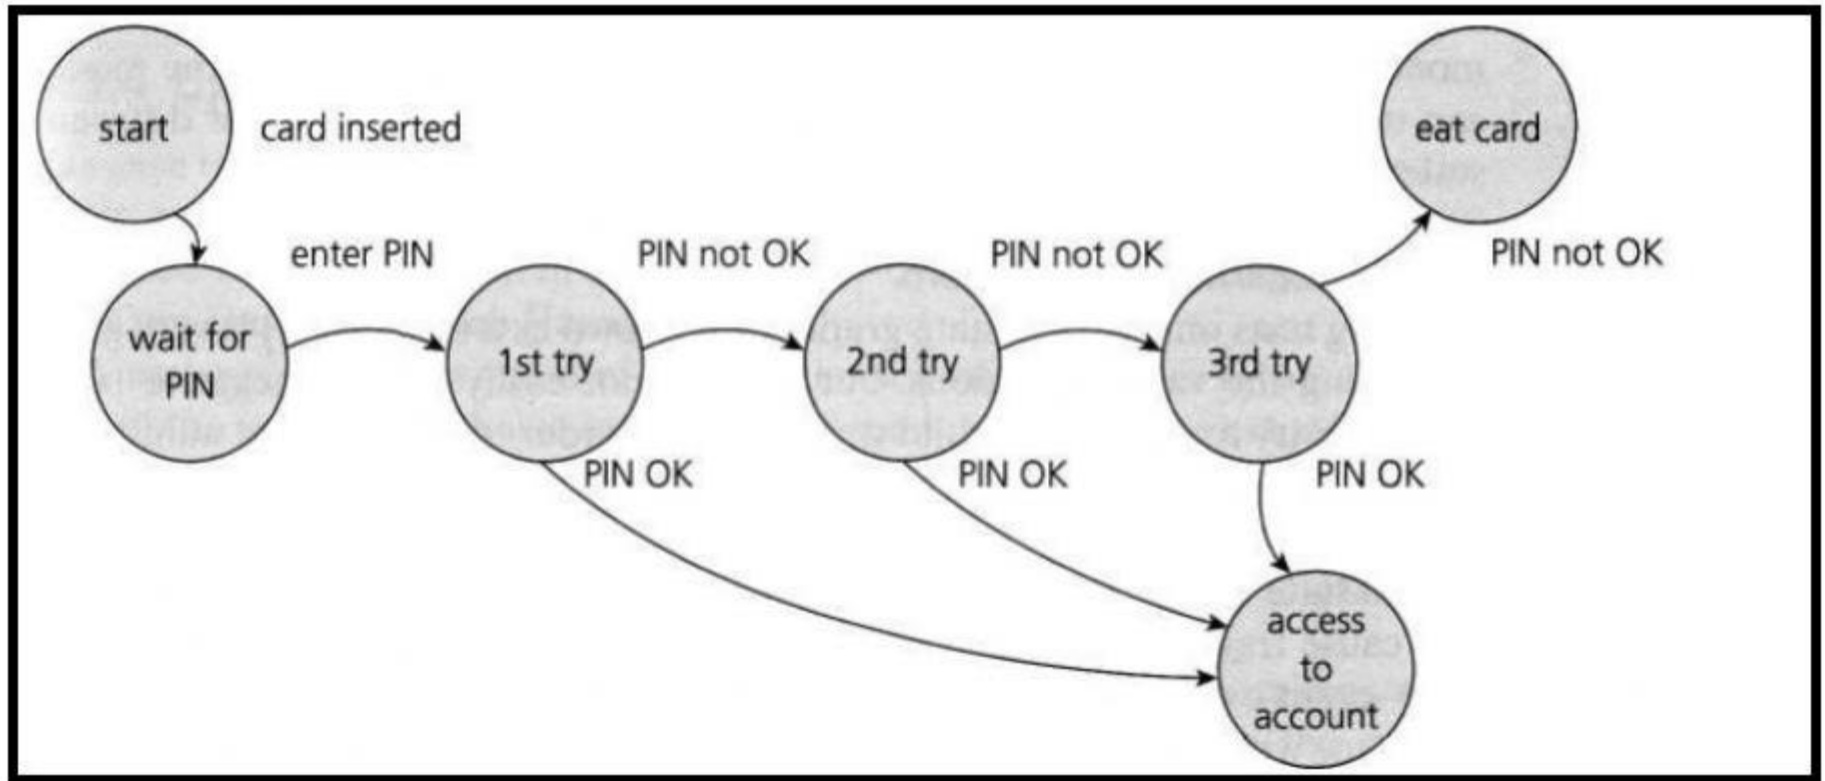 start
card inserted
eat card
enter PIN
PIN not OK
PIN not OK
PIN not OK
wait for
PIN
1st try
2nd try
3rd try
PIN OK
PIN OK
PIN OK
access
to
account